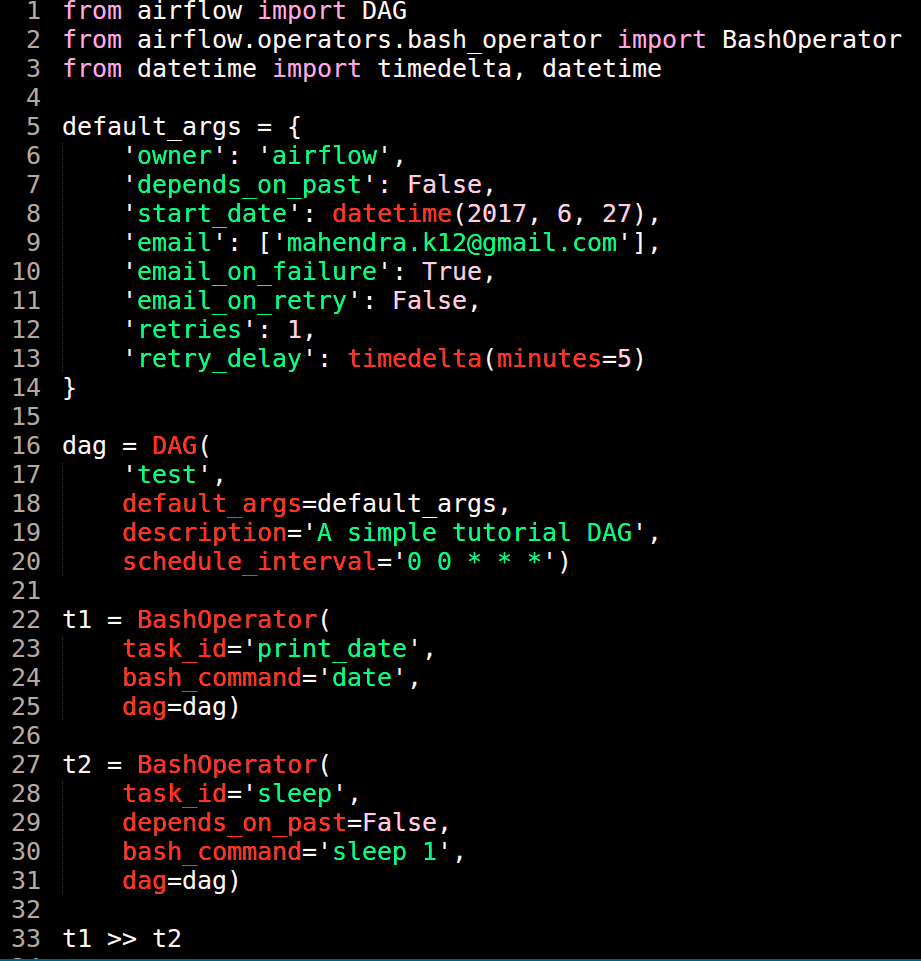 1 from airflow import DAG
2 from airflow.operators.bash_operator import BashOperator
3 from datetime import timedelta, datetime
4
5 default_args = {
6     'owner': 'airflow',
7     'depends_on_past': False,
8     'start_date': datetime(2017, 6, 27),
9     'email': ['mahendra.k12@gmail.com'],
10     'email_on_failure': True,
11     'email_on_retry': False,
12     'retries': 1,
13     'retry_delay': timedelta(minutes=5)
14 }
15
16 dag = DAG(
17     'test',
18     default_args=default_args,
19     description='A simple tutorial DAG',
20     schedule_interval='0 0 * * *')
21
22 t1 = BashOperator(
23     task_id='print_date',
24     bash_command='date',
25     dag=dag)
26
27 t2 = BashOperator(
28     task_id='sleep',
29     depends_on_past=False,
30     bash_command='sleep 1',
31     dag=dag)
32
33 t1 >> t2